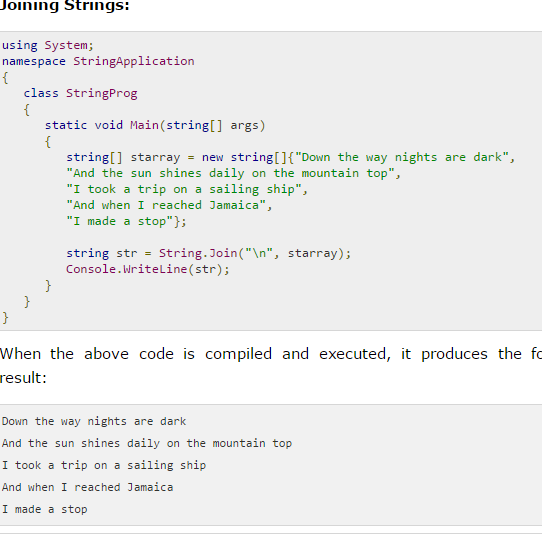 Joining Strings:
using System;
namespace StringApplication
{
class StringProg
{
static void Main(string[] args)
{
string[] starray = new string[]{"Down the way nights are dark",
"And the sun shines daily on the mountain top",
"I took a trip on a sailing ship",
"And when I reached Jamaica",
"I made a stop"};
string str = String.Join("\n", starray);
Console.WriteLine(str);
}
}
}
When the above code is compiled and executed, it produces the
result:
Down the way nights are dark
And the sun shines daily on the mountain top
I took a trip on a sailing ship
And when I reached Jamaica
I made a stop